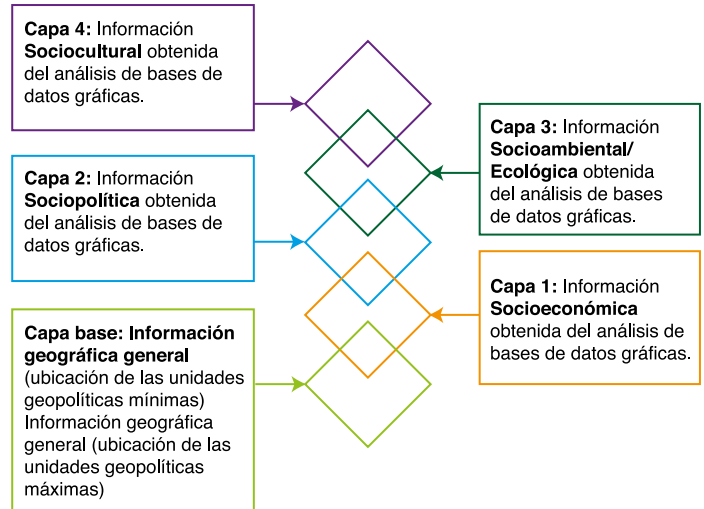 Capa 4: Información
Sociocultural obtenida
del análisis de bases de
datos gráficas.
Capa 3: Información
Socioambiental/
Ecológica obtenida
del análisis de bases
de datos gráficas.
Capa 2: Información
Sociopolítica obtenida
del análisis de bases de
datos gráficas.
Capa 1: Información
Socioeconómica
obtenida del análisis de
bases de datos gráficas.
Capa base: Información
geográfica general
(ubicación de las unidades
geopolíticas mínimas)
Información geográfica
general (ubicación de las
unidades geopolíticas
máximas)